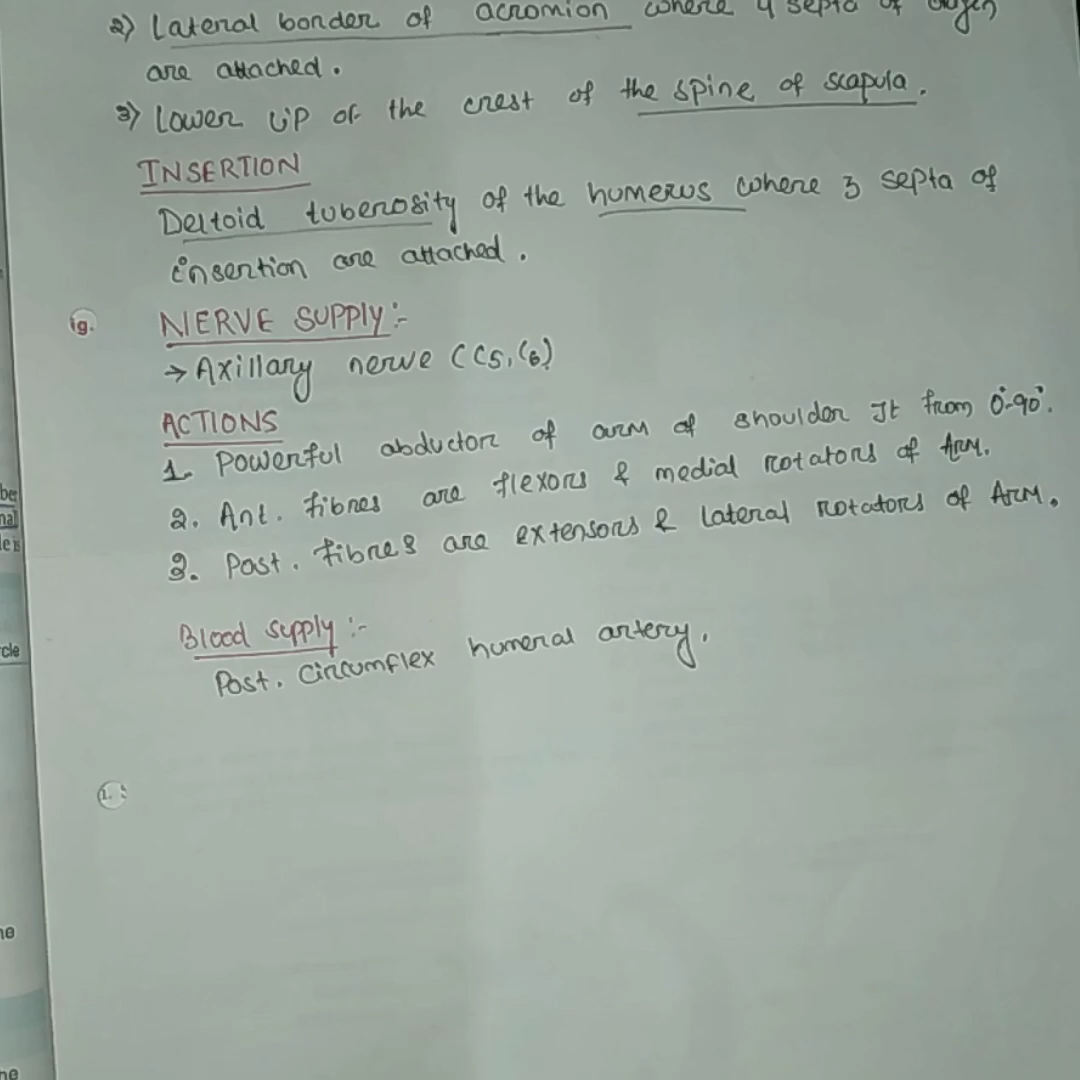 2) Lateral border of acromion where 4 septa of origin
are attached.
3) Lower lip of the crest of the spine of scapula.
INSERTION
Deltoid tuberosity of the humerus where 3 septa of
insertion are attached.
ig.
NERVE SUPPLY:-
→ Axillary nerve (C5, C6)
ACTIONS
1. Powerful abductor of arm of shoulder Jt from 0°-90°.
2. Ant. fibres are flexors & medial rotators of Arm.
3. Post. fibres are extensors & lateral rotators of Arm.
Blood supply :-
Post. Circumflex humeral artery.
1. :
cle